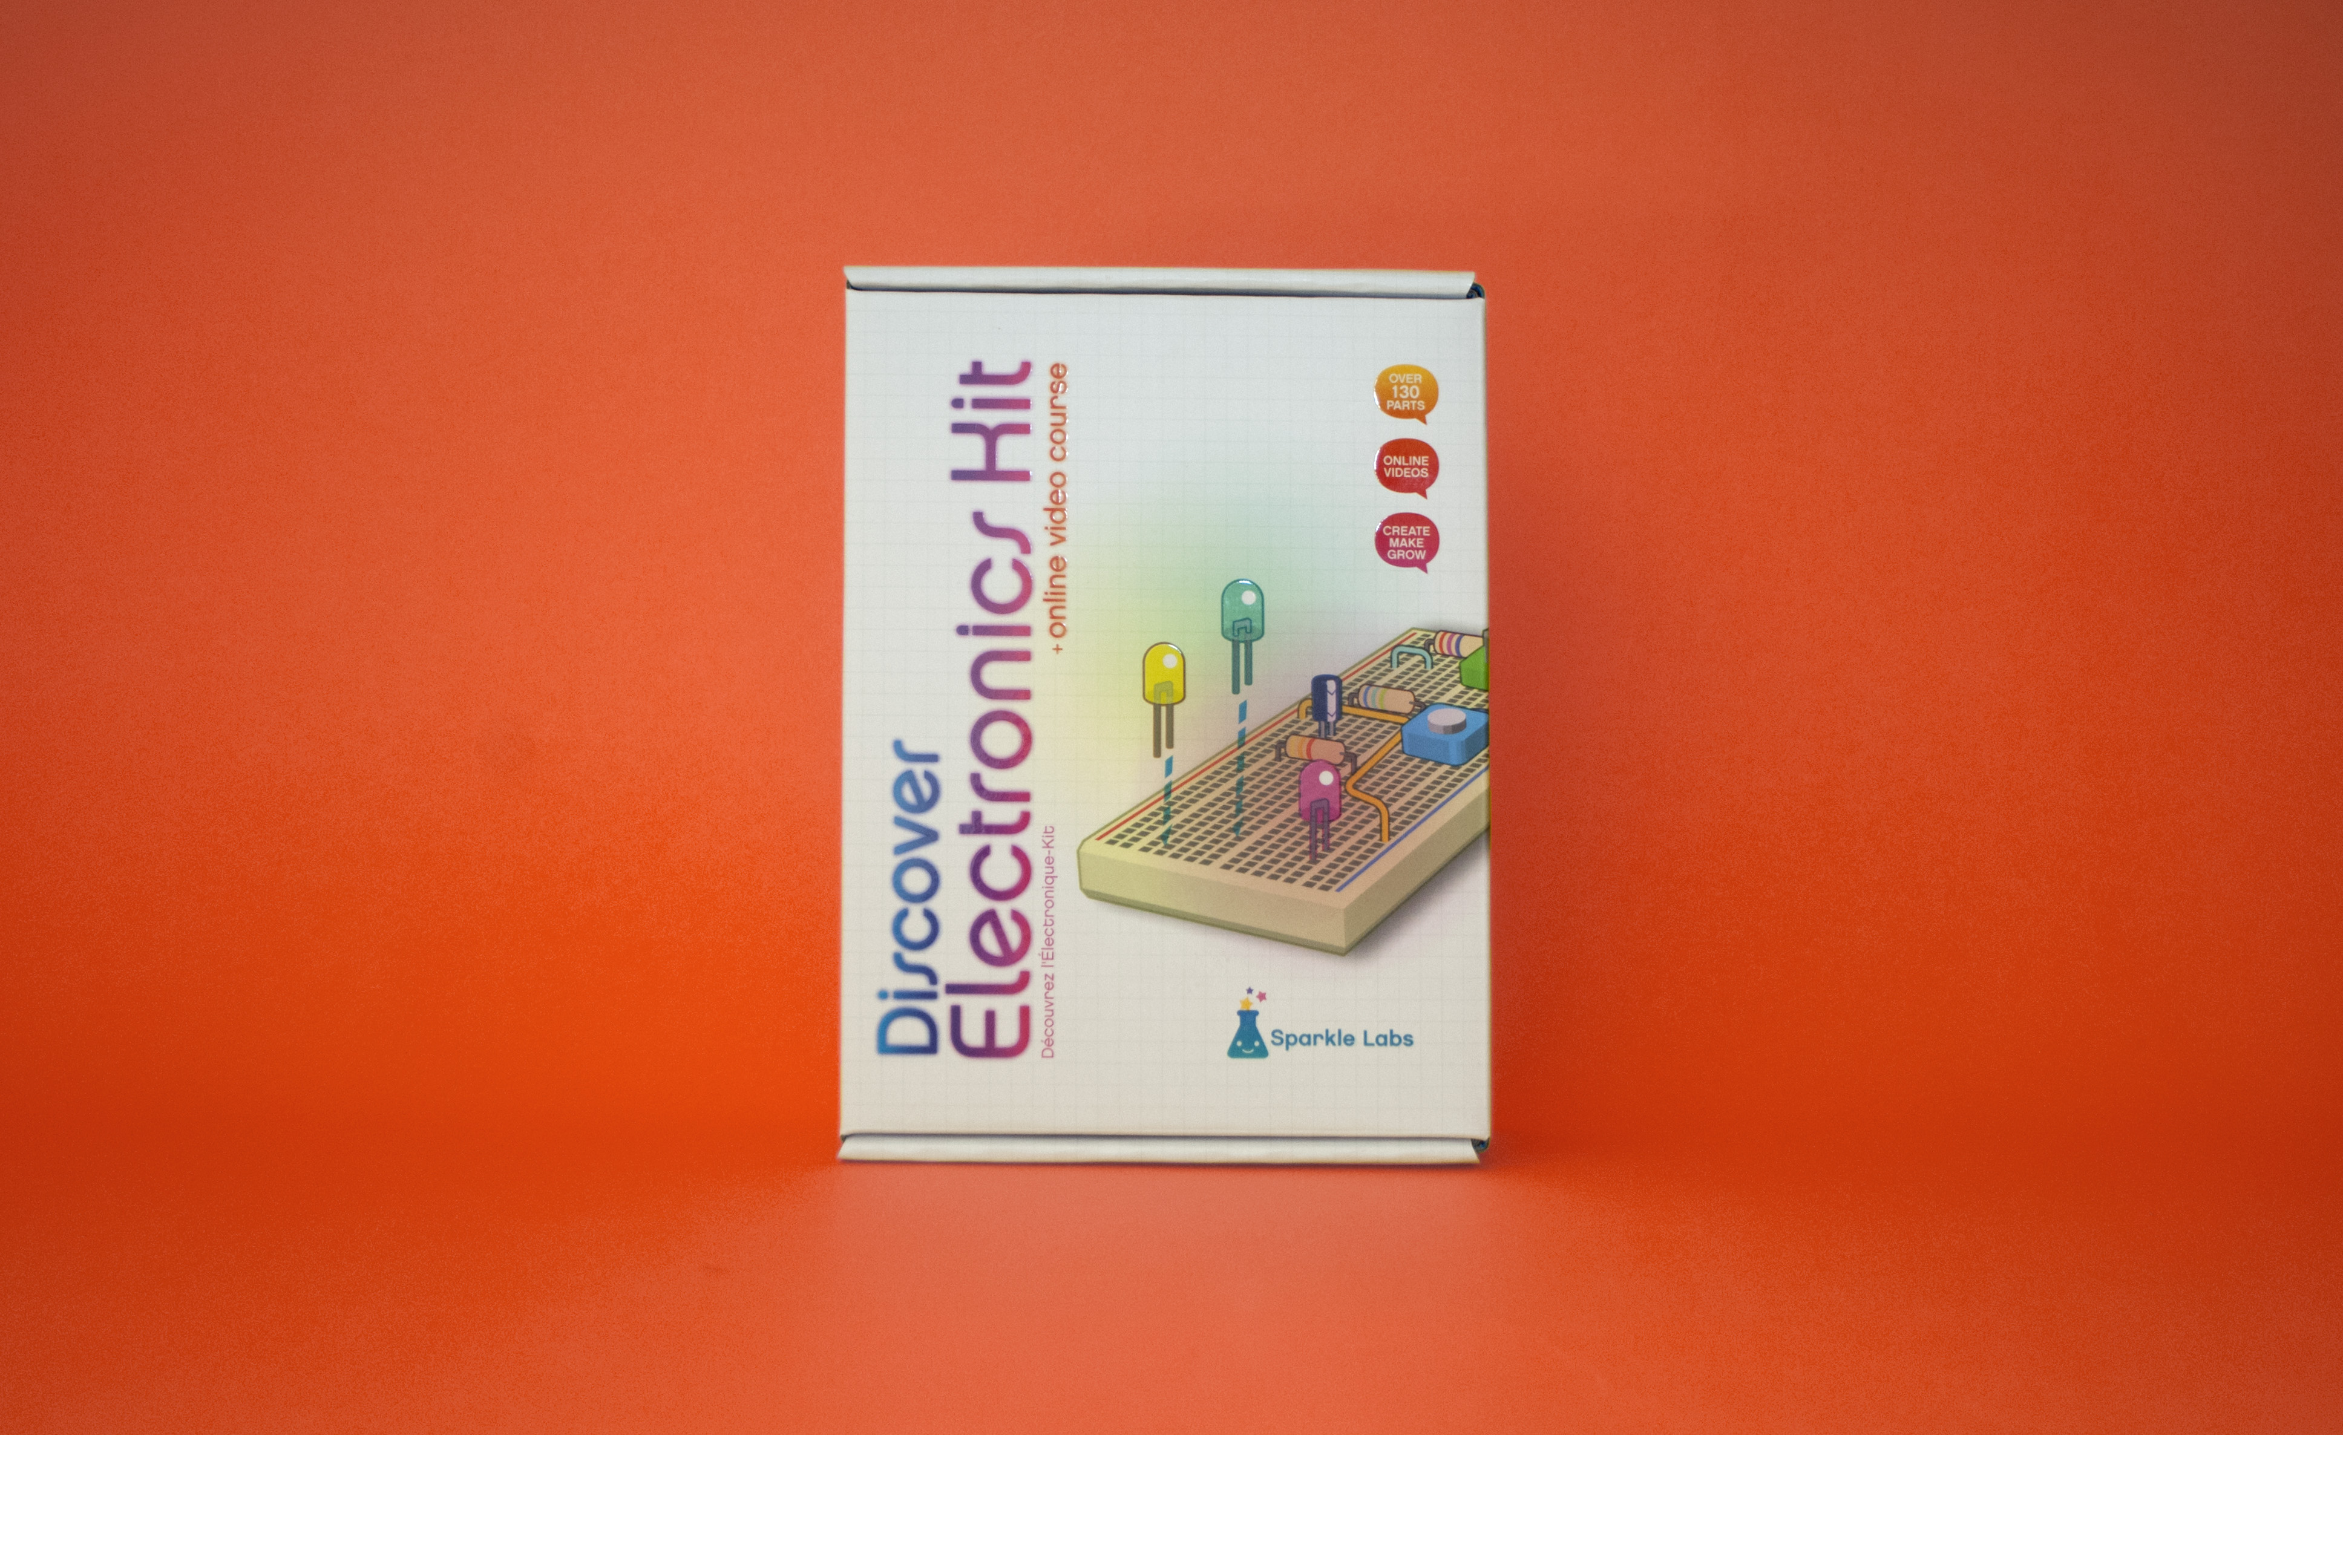 Discover
Electronics Kit
+ online video course
Découvrez l'Électronique-Kit
OVER
130
PARTS
ONLINE
VIDEOS
CREATE
MAKE
GROW
Sparkle Labs